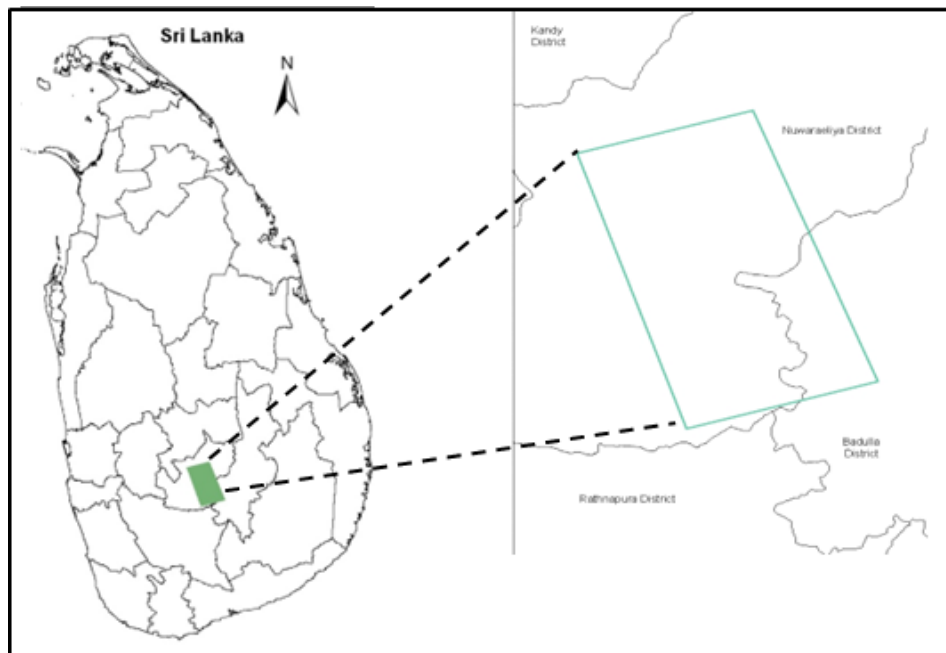 Sri Lanka
N
Kandy
District
Nuwaraeliya District
Badulla
District
Rathnapura District